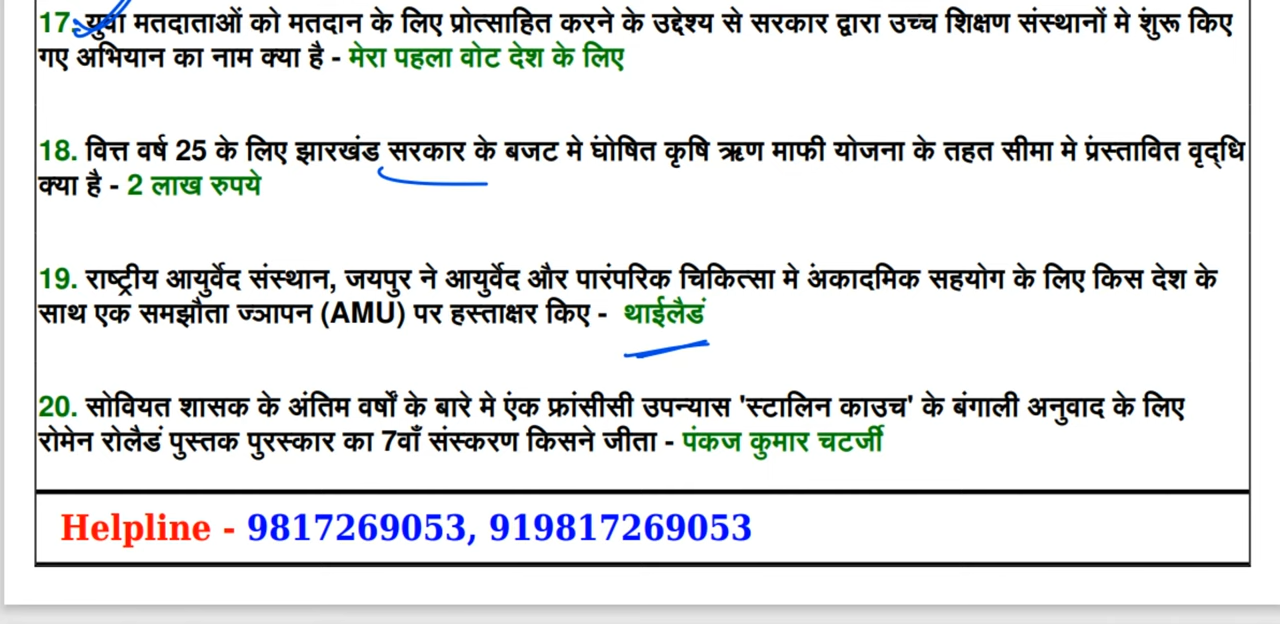 17. युवा मतदाताओं को मतदान के लिए प्रोत्साहित करने के उद्देश्य से सरकार द्वारा उच्च शिक्षण संस्थानों मे शुंरू किए
गए अभियान का नाम क्या है - मेरा पहला वोट देश के लिए
18. वित्त वर्ष 25 के लिए झारखंड सरकार के बजट मे घंोषित कृषि ऋण माफी योजना के तहत सीमा मे प्रंस्तावित वृद्धि
क्या है - 2 लाख रुपये
19. राष्ट्रीय आयुर्वेद संस्थान, जयपुर ने आयुर्वेद और पारंपरिक चिकित्सा मे अंकादमिक सहयोग के लिए किस देश के
साथ एक समझौता ज्ञापन (AMU) पर हस्ताक्षर किए - थाईलैडं
20. सोवियत शासक के अंतिम वर्षों के बारे मे एंक फ्रांसीसी उपन्यास 'स्टालिन काउच' के बंगाली अनुवाद के लिए
रोमेन रोलैडं पुस्तक पुरस्कार का 7वाँ संस्करण किसने जीता - पंकज कुमार चटर्जी
Helpline - 9817269053, 919817269053